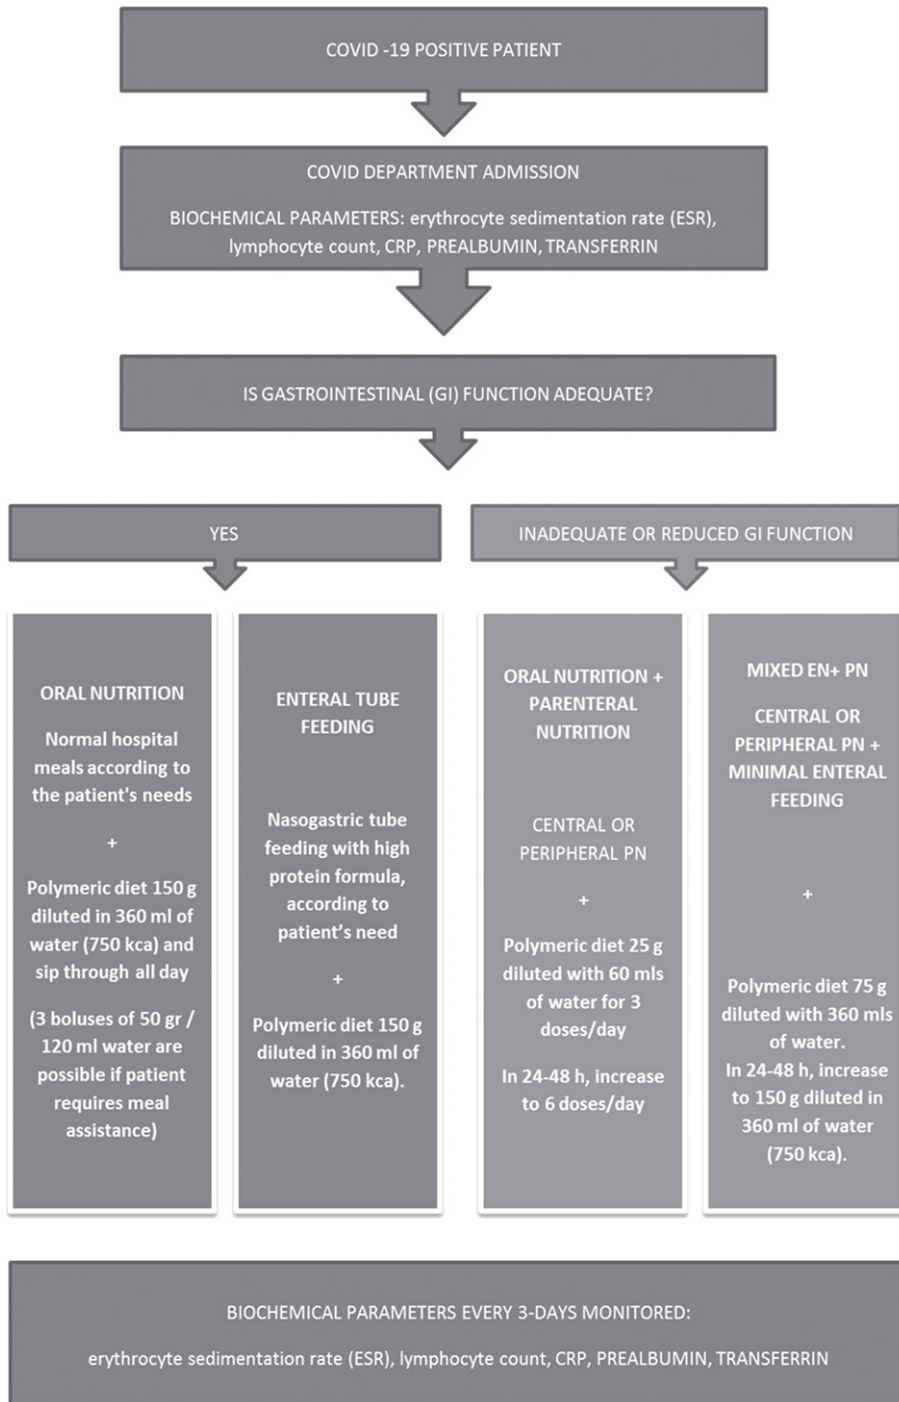 COVID -19 POSITIVE PATIENT
COVID DEPARTMENT ADMISSION
BIOCHEMICAL PARAMETERS: erythrocyte sedimentation rate (ESR),
lymphocyte count, CRP, PREALBUMIN, TRANSFERRIN
IS GASTROINTESTINAL (GI) FUNCTION ADEQUATE?
YES
INADEQUATE OR REDUCED GI FUNCTION
ORAL NUTRITION
Normal hospital
meals according to
the patient's needs
+
Polymeric diet 150 g
diluted in 360 ml of
water (750 kca) and
sip through all day
(3 boluses of 50 gr /
120 ml water are
possible if patient
requires meal
assistance)
ENTERAL TUBE
FEEDING
Nasogastric tube
feeding with high
protein formula,
according to
patient’s need
+
Polymeric diet 150 g
diluted in 360 ml of
water (750 kca).
ORAL NUTRITION +
PARENTERAL
NUTRITION
CENTRAL OR
PERIPHERAL PN
+
Polymeric diet 25 g
diluted with 60 mls
of water for 3
doses/day
In 24-48 h, increase
to 6 doses/day
MIXED EN+ PN
CENTRAL OR
PERIPHERAL PN +
MINIMAL ENTERAL
FEEDING
+
Polymeric diet 75 g
diluted with 360 mls
of water.
In 24-48 h, increase
to 150 g diluted in
360 ml of water
(750 kca).
BIOCHEMICAL PARAMETERS EVERY 3-DAYS MONITORED:
erythrocyte sedimentation rate (ESR), lymphocyte count, CRP, PREALBUMIN, TRANSFERRIN